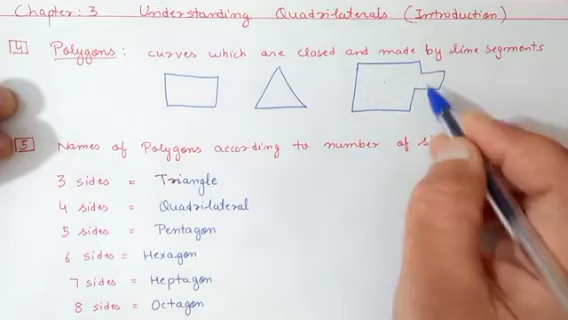 Chapter: 3 Understanding Quadrilaterals (Introduction)
4 Polygons: curves which are closed and made by line segments
5 Names of Polygons according to number of
3 sides = Triangle
4 sides = Quadrilateral
5 sides = Pentagon
6 sides = Hexagon
7 sides = Heptagon
8 sides = Octagon